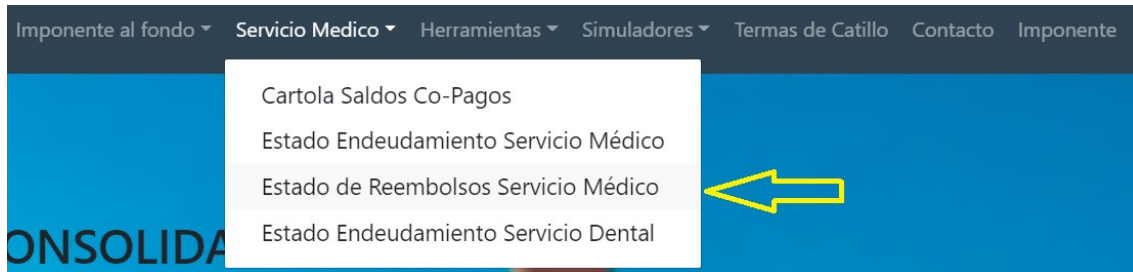 Imponente al fondo Servicio Medico Herramientas Simuladores Termas de Catillo Contacto Imponente
Cartola Saldos Co-Pagos
Estado Endeudamiento Servicio Médico
Estado de Reembolsos Servicio Médico
Estado Endeudamiento Servicio Dental
ONSOLIDA